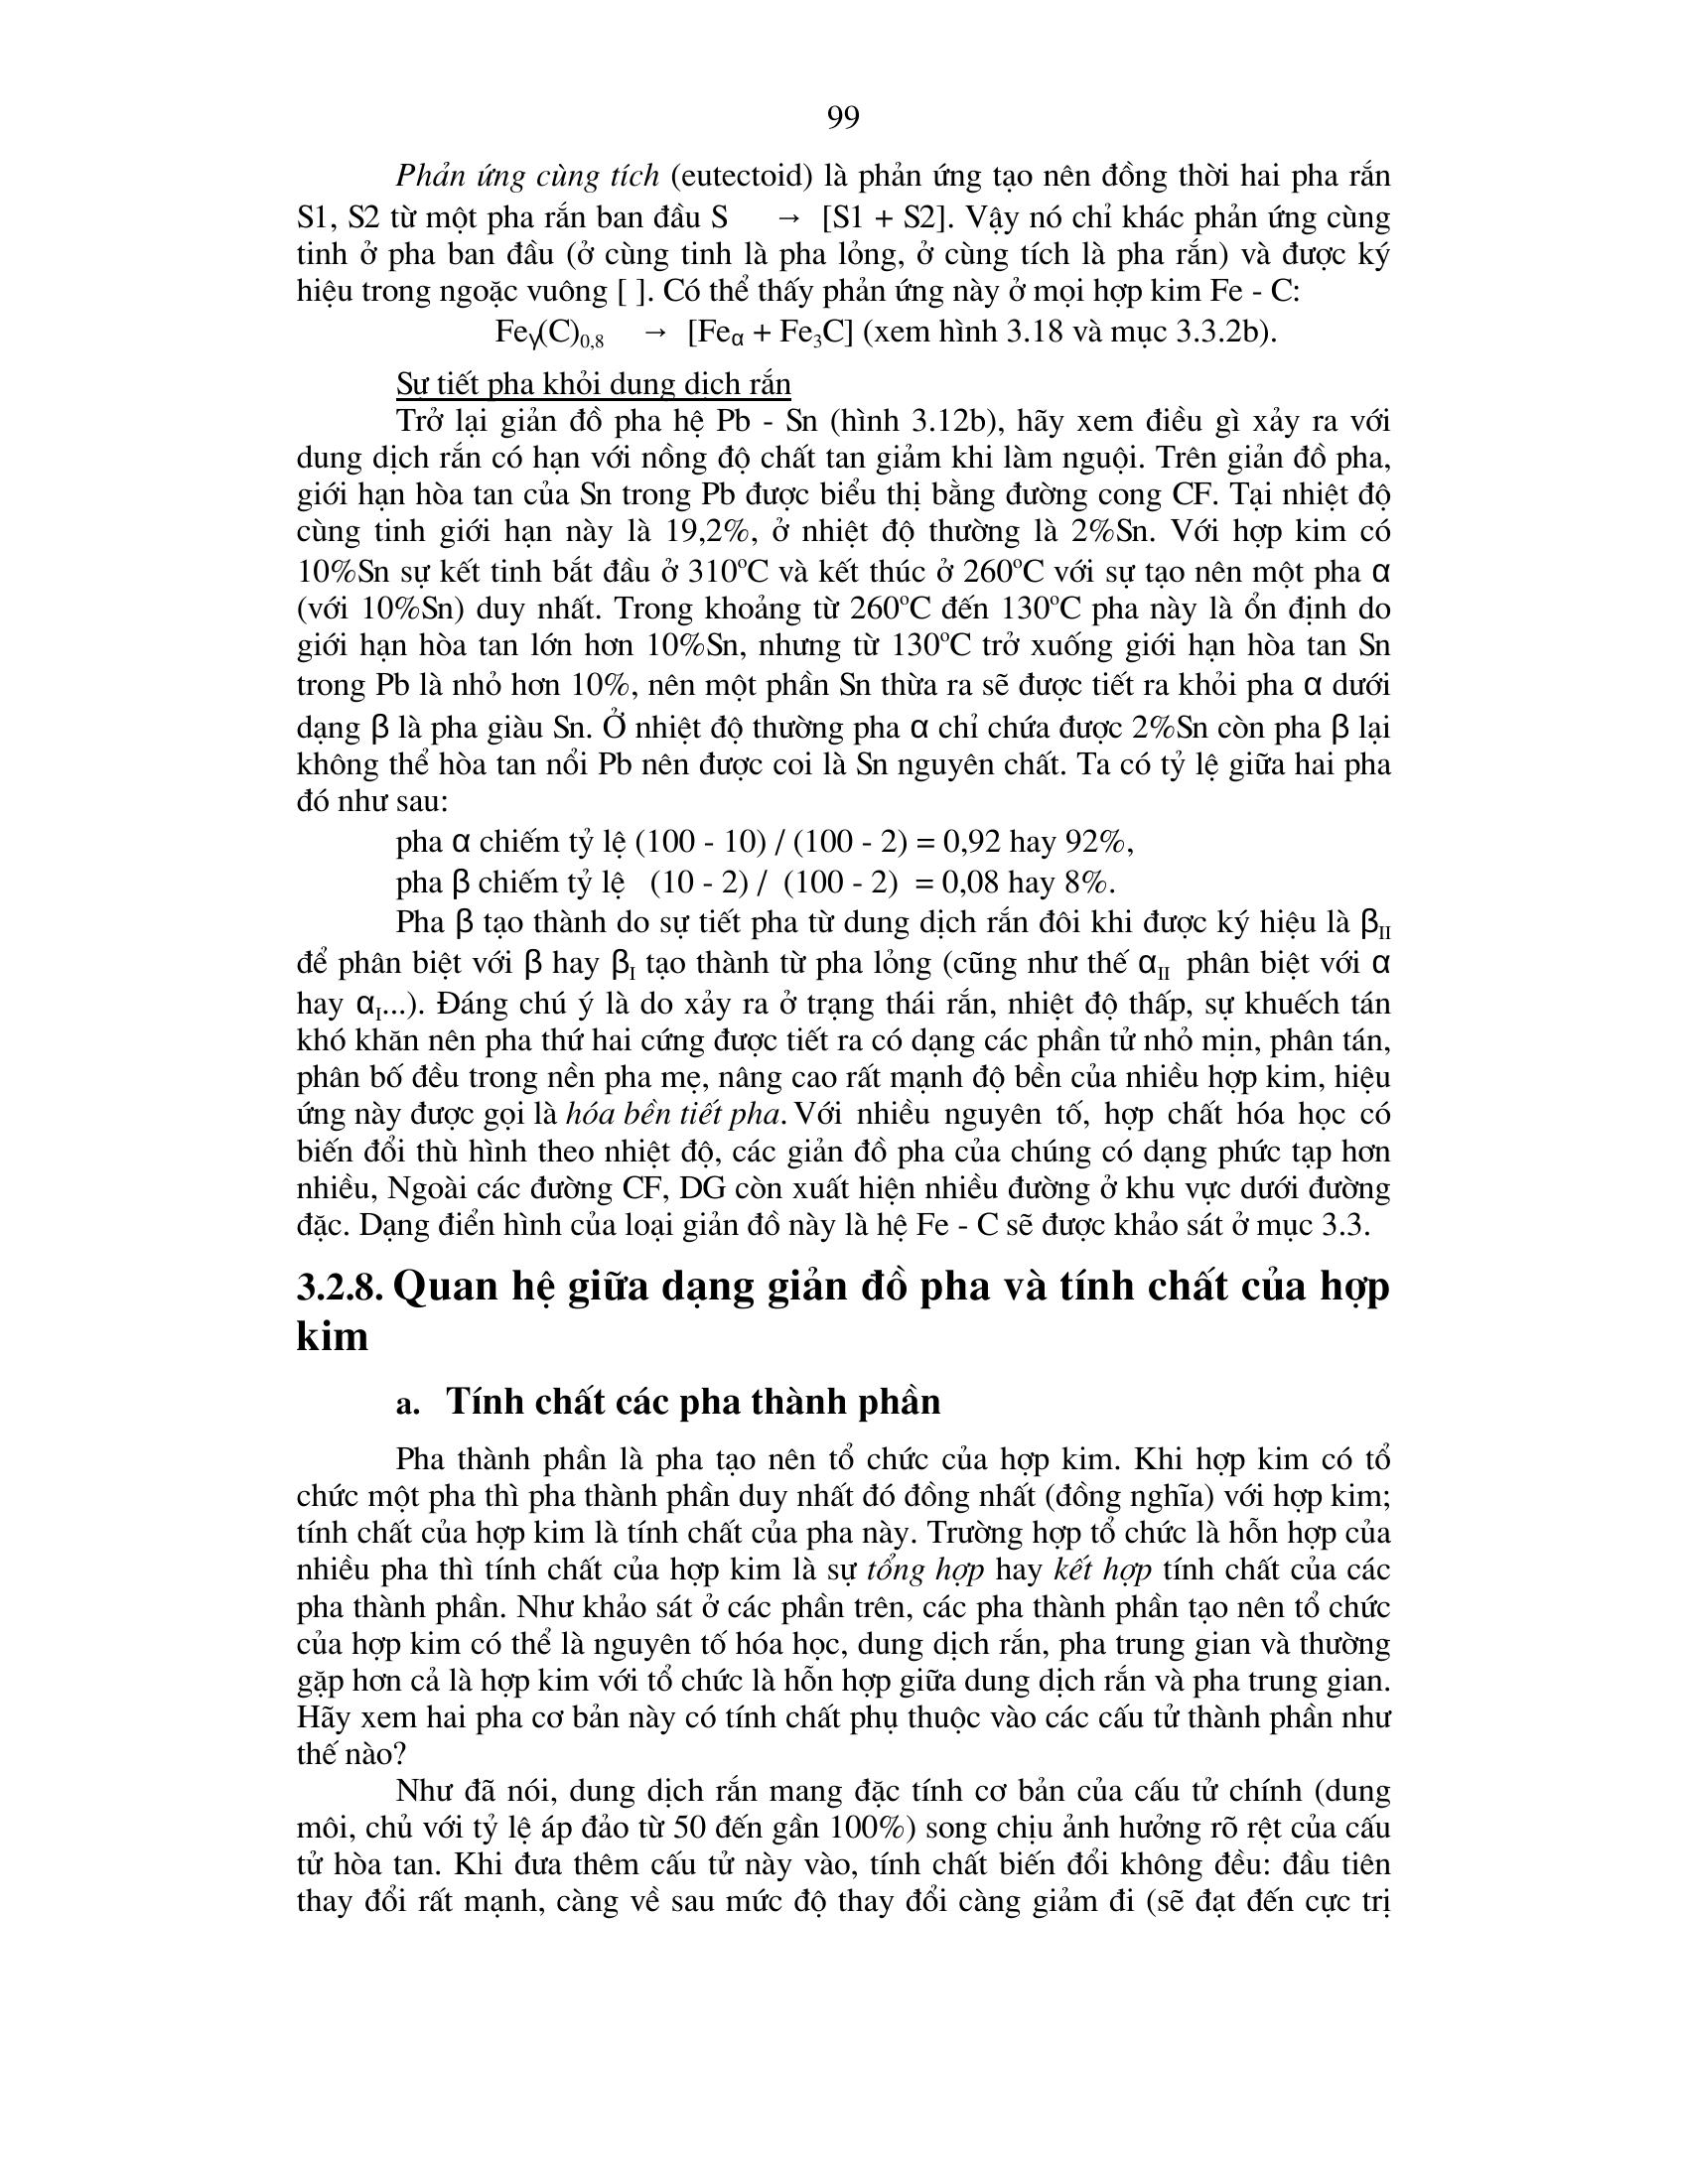 99
Phản ứng cùng tích (eutectoid) là phản ứng tạo nên đồng thời hai pha rắn
S1, S2 từ một pha rắn ban đầu S → [S1 + S2]. Vậy nó chỉ khác phản ứng cùng
tinh ở pha ban đầu (ở cùng tinh là pha lỏng, ở cùng tích là pha rắn) và được ký
hiệu trong ngoặc vuông [ ]. Có thể thấy phản ứng này ở mọi hợp kim Fe - C:
Feγ(C)0,8 → [Feα + Fe3C] (xem hình 3.18 và mục 3.3.2b).
Sự tiết pha khỏi dung dịch rắn
Trở lại giản đồ pha hệ Pb - Sn (hình 3.12b), hãy xem điều gì xảy ra với
dung dịch rắn có hạn với nồng độ chất tan giảm khi làm nguội. Trên giản đồ pha,
giới hạn hòa tan của Sn trong Pb được biểu thị bằng đường cong CF. Tại nhiệt độ
cùng tinh giới hạn này là 19,2%, ở nhiệt độ thường là 2%Sn. Với hợp kim có
10%Sn sự kết tinh bắt đầu ở 310ºC và kết thúc ở 260ºC với sự tạo nên một pha α
(với 10%Sn) duy nhất. Trong khoảng từ 260ºC đến 130ºC pha này là ổn định do
giới hạn hòa tan lớn hơn 10%Sn, nhưng từ 130ºC trở xuống giới hạn hòa tan Sn
trong Pb là nhỏ hơn 10%, nên một phần Sn thừa ra sẽ được tiết ra khỏi pha α dưới
dạng β là pha giàu Sn. Ở nhiệt độ thường pha α chỉ chứa được 2%Sn còn pha β lại
không thể hòa tan nổi Pb nên được coi là Sn nguyên chất. Ta có tỷ lệ giữa hai pha
đó như sau:
pha α chiếm tỷ lệ (100 - 10) / (100 - 2) = 0,92 hay 92%,
pha β chiếm tỷ lệ (10 - 2) / (100 - 2) = 0,08 hay 8%.
Pha β tạo thành do sự tiết pha từ dung dịch rắn đôi khi được ký hiệu là βII
để phân biệt với β hay βI tạo thành từ pha lỏng (cũng như thế αII phân biệt với α
hay αI...). Đáng chú ý là do xảy ra ở trạng thái rắn, nhiệt độ thấp, sự khuếch tán
khó khăn nên pha thứ hai cứng được tiết ra có dạng các phần tử nhỏ mịn, phân tán,
phân bố đều trong nền pha mẹ, nâng cao rất mạnh độ bền của nhiều hợp kim, hiệu
ứng này được gọi là hóa bền tiết pha. Với nhiều nguyên tố, hợp chất hóa học có
biến đổi thù hình theo nhiệt độ, các giản đồ pha của chúng có dạng phức tạp hơn
nhiều, Ngoài các đường CF, DG còn xuất hiện nhiều đường ở khu vực dưới đường
đặc. Dạng điển hình của loại giản đồ này là hệ Fe - C sẽ được khảo sát ở mục 3.3.
3.2.8. Quan hệ giữa dạng giản đồ pha và tính chất của hợp
kim
a. Tính chất các pha thành phần
Pha thành phần là pha tạo nên tổ chức của hợp kim. Khi hợp kim có tổ
chức một pha thì pha thành phần duy nhất đó đồng nhất (đồng nghĩa) với hợp kim;
tính chất của hợp kim là tính chất của pha này. Trường hợp tổ chức là hỗn hợp của
nhiều pha thì tính chất của hợp kim là sự tổng hợp hay kết hợp tính chất của các
pha thành phần. Như khảo sát ở các phần trên, các pha thành phần tạo nên tổ chức
của hợp kim có thể là nguyên tố hóa học, dung dịch rắn, pha trung gian và thường
gặp hơn cả là hợp kim với tổ chức là hỗn hợp giữa dung dịch rắn và pha trung gian.
Hãy xem hai pha cơ bản này có tính chất phụ thuộc vào các cấu tử thành phần như
thế nào?
Như đã nói, dung dịch rắn mang đặc tính cơ bản của cấu tử chính (dung
môi, chủ với tỷ lệ áp đảo từ 50 đến gần 100%) song chịu ảnh hưởng rõ rệt của cấu
tử hòa tan. Khi đưa thêm cấu tử này vào, tính chất biến đổi không đều: đầu tiên
thay đổi rất mạnh, càng về sau mức độ thay đổi càng giảm đi (sẽ đạt đến cực trị